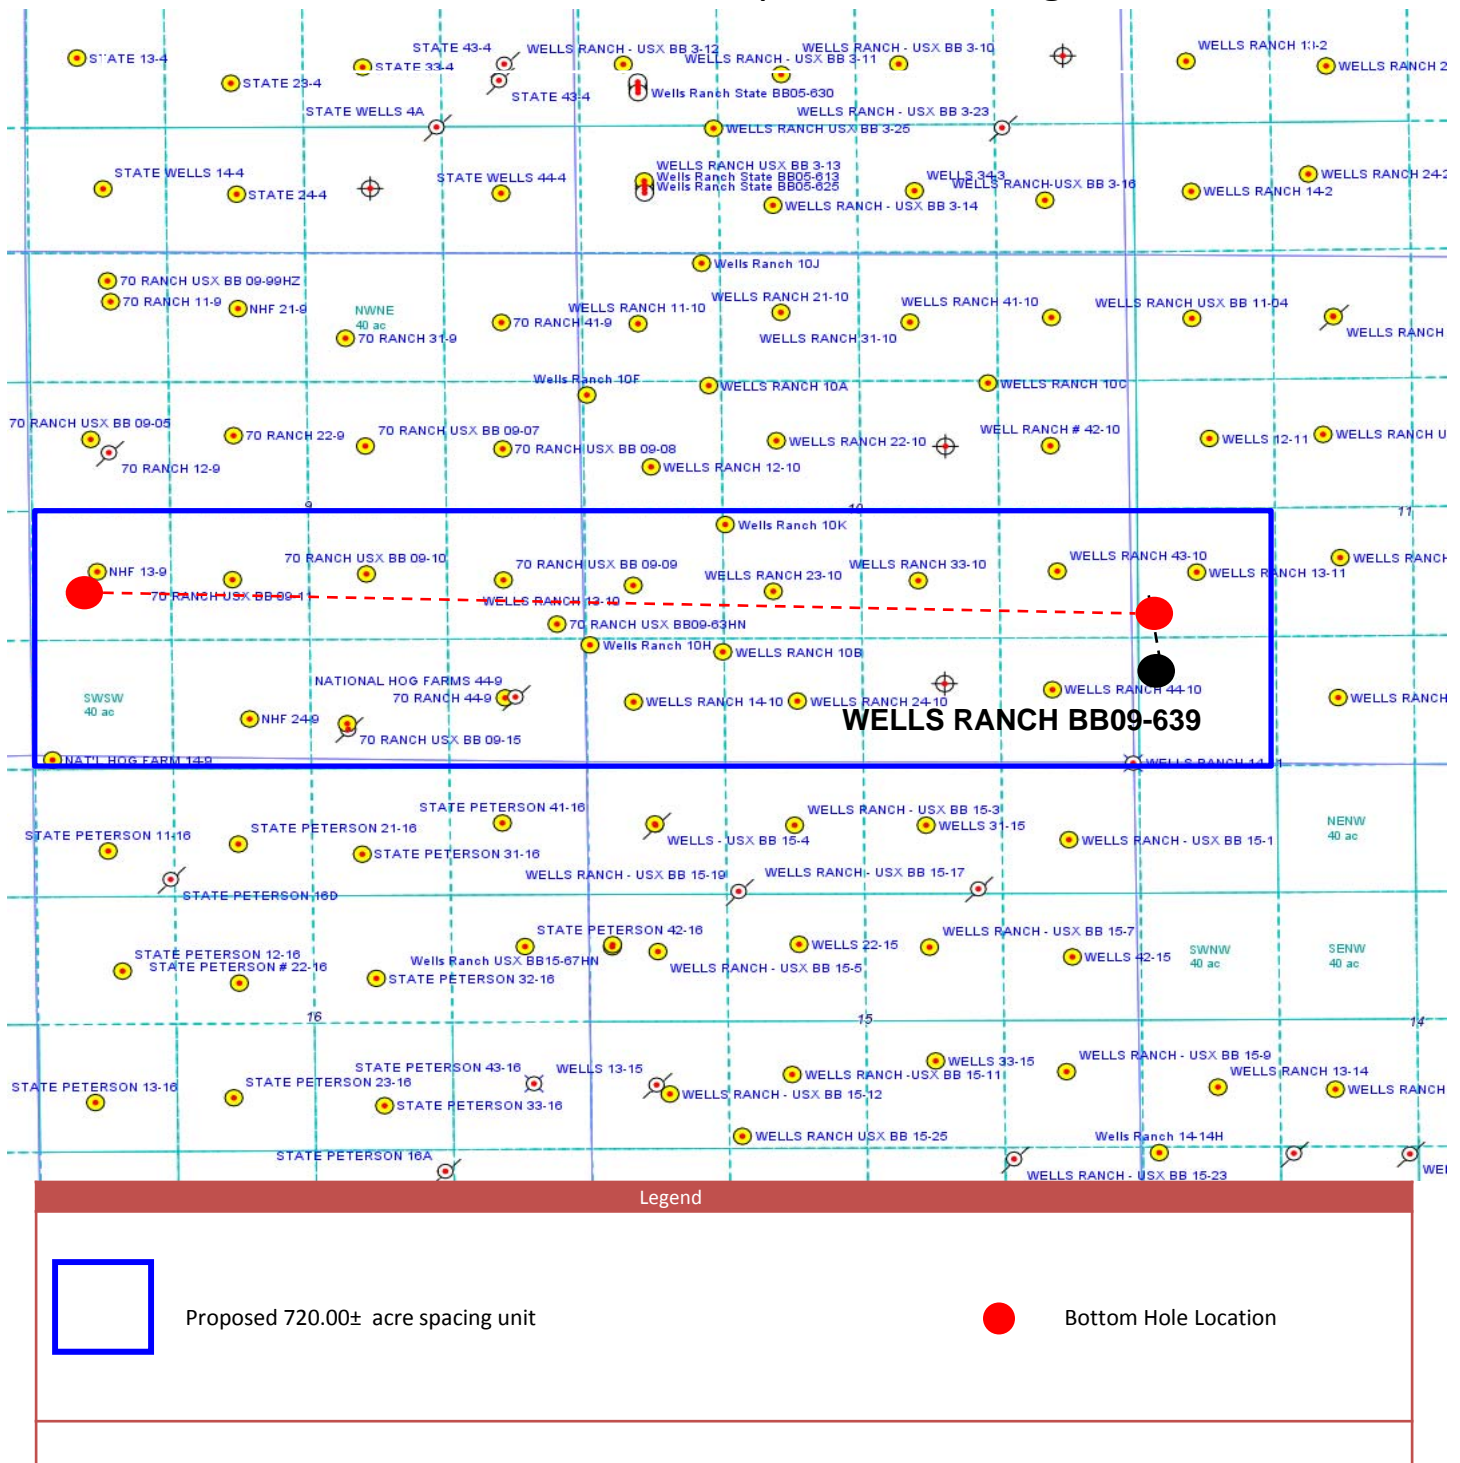 STATE 13-4
STATE 23-4
STATE 33-4
STATE 43-4
STATE 43-4
WELLS RANCH - USX BB 3-12
WELLS RANCH - USX BB 3-11
WELLS RANCH - USX BB 3-10
WELLS RANCH 2
Wells Ranch State BB05-630
STATE WELLS 4A
WELLS RANCH - USX BB 3-23
WELLS RANCH USX BB 3-25
STATE WELLS 14-4
STATE 24-4
STATE WELLS 44-4
WELLS RANCH USX BB 3-13
Wells Ranch State BB05-613
Wells Ranch State BB05-625
WELLS RANCH - USX BB 3-14
WELLS 34-3
WELLS RANCH-USX BB 3-16
WELLS RANCH 14-2
WELLS RANCH 24-2
Wells Ranch 10J
70 RANCH USX BB 09-99HZ
70 RANCH 11-9
NHF 21-9
NWNE
40 ac
70 RANCH 31-9
70 RANCH 41-9
WELLS RANCH 11-10
WELLS RANCH 21-10
WELLS RANCH 31-10
WELLS RANCH 41-10
WELLS RANCH USX BB 11-04
WELLS RANCH
Wells Ranch 10F
WELLS RANCH 10A
WELLS RANCH 10C
70 RANCH USX BB 09-05
70 RANCH 12-9
70 RANCH 22-9
70 RANCH USX BB 09-07
70 RANCH USX BB 09-08
WELLS RANCH 12-10
WELLS RANCH 22-10
WELL RANCH # 42-10
WELLS 12-11
WELLS RANCH U
9
10
11
Wells Ranch 10K
NHF 13-9
70 RANCH USX BB 09-11
70 RANCH USX BB 09-10
70 RANCH USX BB 09-09
WELLS RANCH 13-10
WELLS RANCH 23-10
WELLS RANCH 33-10
WELLS RANCH 43-10
WELLS RANCH 13-11
WELLS RANCH
70 RANCH USX BB09-63HN
Wells Ranch 10H
WELLS RANCH 10B
SWSW
40 ac
NATIONAL HOG FARMS 44-9
70 RANCH 44-9
NHF 24-9
70 RANCH USX BB 09-15
WELLS RANCH 14-10
WELLS RANCH 24-10
WELLS RANCH 44-10
WELLS RANCH
WELLS RANCH BB09-639
NAT'L HOG FARM 14-9
STATE PETERSON 11-16
STATE PETERSON 21-16
STATE PETERSON 31-16
STATE PETERSON 41-16
WELLS - USX BB 15-4
WELLS RANCH - USX BB 15-3
WELLS 31-15
WELLS RANCH - USX BB 15-1
NENW
40 ac
STATE PETERSON 16D
WELLS RANCH - USX BB 15-19
WELLS RANCH - USX BB 15-17
STATE PETERSON 12-16
STATE PETERSON # 22-16
STATE PETERSON 32-16
Wells Ranch USX BB15-67HN
STATE PETERSON 42-16
WELLS RANCH - USX BB 15-5
WELLS 22-15
WELLS RANCH - USX BB 15-7
WELLS 42-15
SWNW
40 ac
SENW
40 ac
16
15
14
STATE PETERSON 13-16
STATE PETERSON 23-16
STATE PETERSON 43-16
STATE PETERSON 33-16
WELLS 13-15
WELLS RANCH - USX BB 15-12
WELLS RANCH -USX BB 15-11
WELLS 33-15
WELLS RANCH - USX BB 15-9
WELLS RANCH 13-14
WELLS RANCH
WELLS RANCH USX BB 15-25
Wells Ranch 14-14H
STATE PETERSON 16A
WELLS RANCH - USX BB 15-23
Legend
Proposed 720.00± acre spacing unit
Bottom Hole Location